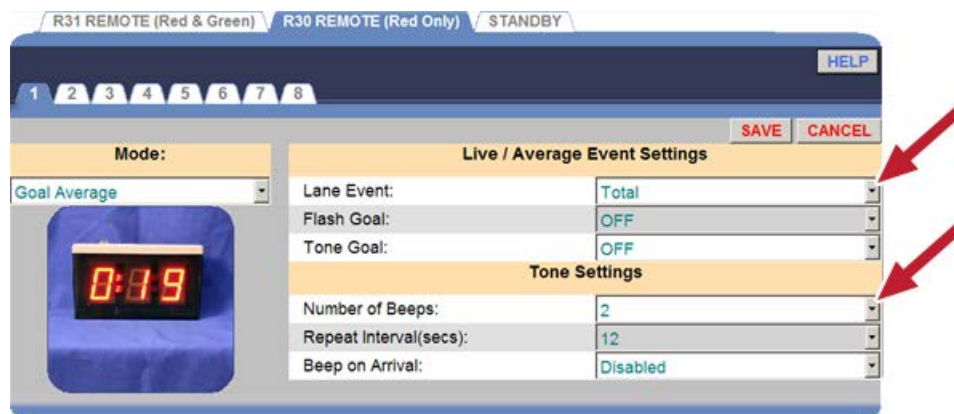 R31 REMOTE (Red & Green) R30 REMOTE (Red Only) STANDBY
HELP
1 2 3 4 5 6 7 8
SAVE CANCEL
Mode: Live / Average Event Settings
Goal Average Lane Event: Total
Flash Goal: OFF
Tone Goal: OFF
0:19
Tone Settings
Number of Beeps: 2
Repeat Interval(secs): 12
Beep on Arrival: Disabled